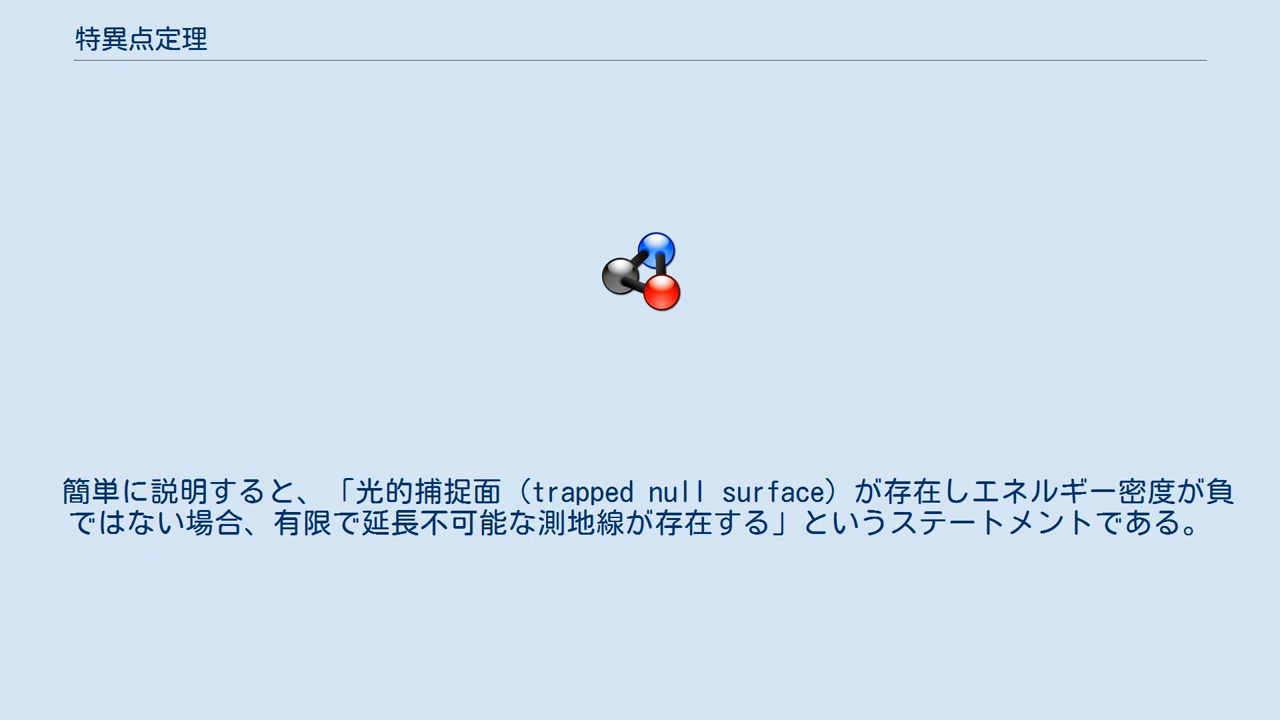 特異点定理
簡単に説明すると、「光的捕捉面（trapped null surface）が存在しエネルギー密度が負
ではない場合、有限で延長不可能な測地線が存在する」というステートメントである。